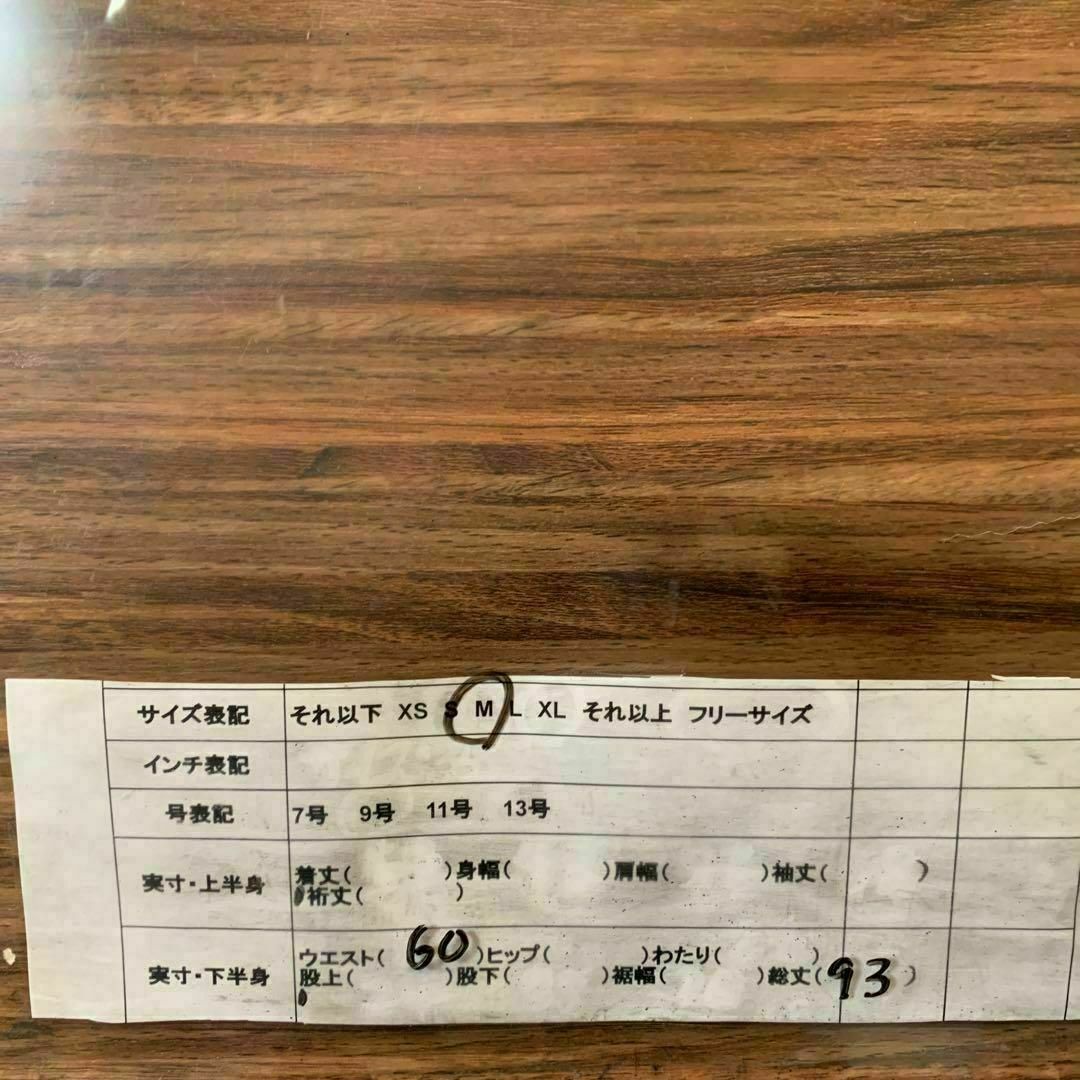 サイズ表記 それ以下 XS S M L XL それ以上 フリーサイズ
インチ表記
号表記 7号 9号 11号 13号
実寸・上半身 着丈( )身幅( )肩幅( )袖丈( )
裄丈( )
実寸・下半身 ウエスト( 60 )ヒップ( )わたり( )
股上( )股下( )裾幅( )総丈( 93 )